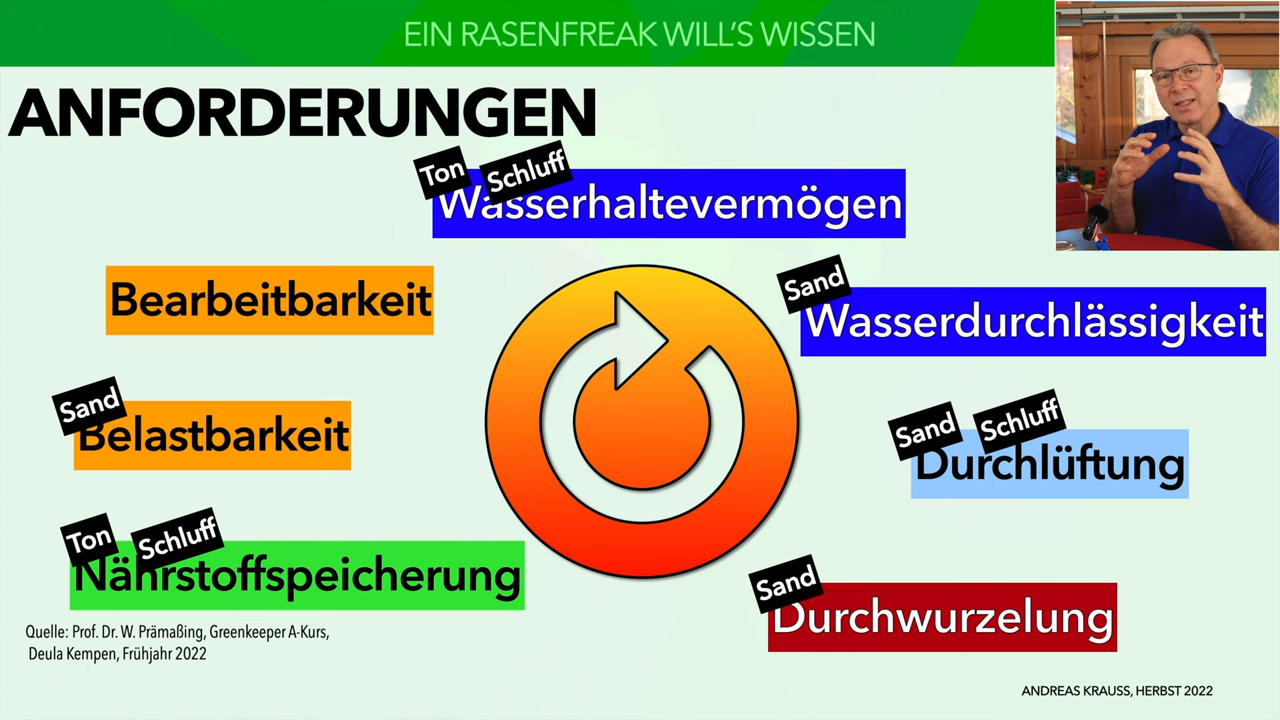 EIN RASENFREAK WILL'S WISSEN
ANFORDERUNGEN
Ton Schluff
Wasserhaltevermögen
Sand
Wasserdurchlässigkeit
Sand Schluff
Durchlüftung
Sand
Durchwurzelung
Bearbeitbarkeit
Sand
Belastbarkeit
Ton Schluff
Nährstoffspeicherung
Quelle: Prof. Dr. W. Prämaßing, Greenkeeper A-Kurs,
Deula Kempen, Frühjahr 2022
ANDREAS KRAUSS, HERBST 2022